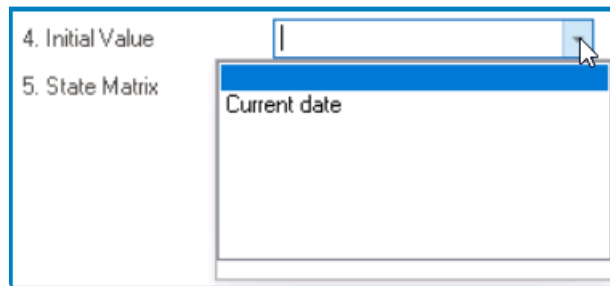 4. Initial Value
5. State Matrix
Current date